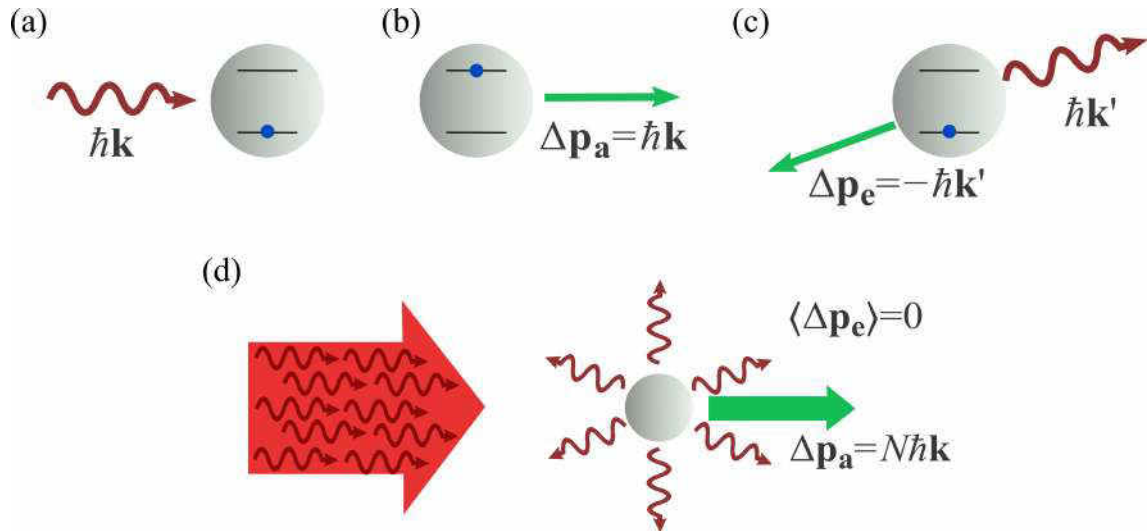 (a)
ħk
(b)
Δpₐ=ħk
(c)
ħk'
Δpₑ=−ħk'
(d)
⟨Δpₑ⟩=0
Δpₐ=Nħk